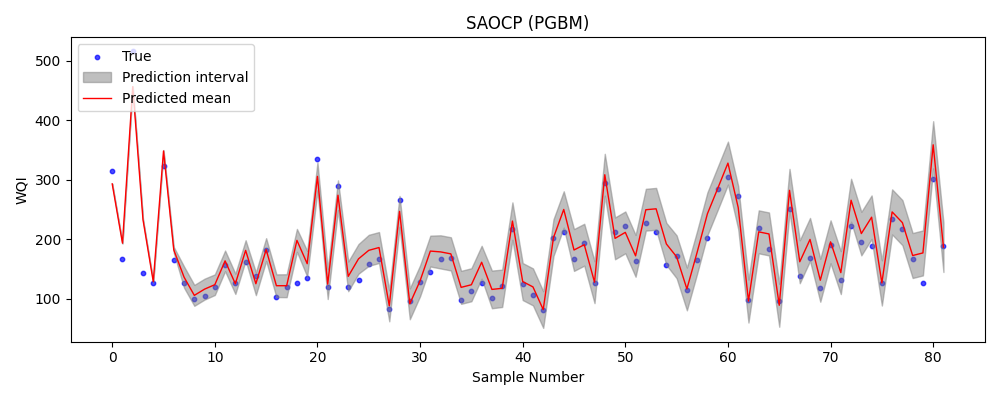 SAOCP (PGBM)
True
Prediction interval
Predicted mean
WQI
500
400
300
200
100
0 10 20 30 40 50 60 70 80
Sample Number